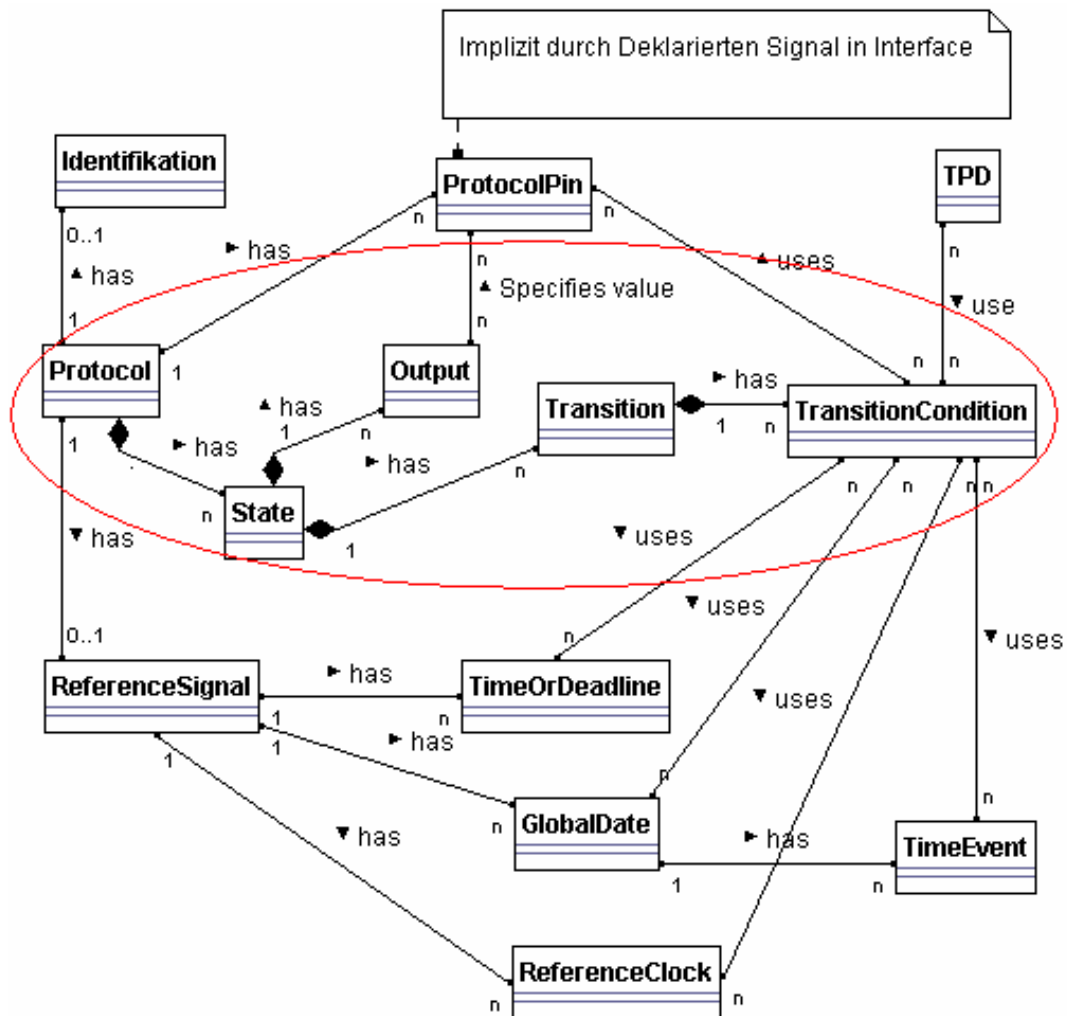 Implizit durch Deklarierten Signal in Interface
Identifikation
ProtocolPin
TPD
0..1
n
n
n
n
► has
▲ has
► has
▲ uses
▲ Specifies value
▼ use
1
n
n
n
Protocol
1
Output
Transition
► has
TransitionCondition
▲ has
1
n
1
n
1
► has
► has
n
n
n
n
n
n
State
n
1
▼ has
▼ uses
▼ uses
▼ uses
0..1
n
ReferenceSignal
► has
TimeOrDeadline
▼ uses
1
n
1
► has
1
n
n
n
GlobalDate
► has
TimeEvent
▼ has
1
n
ReferenceClock
n
n